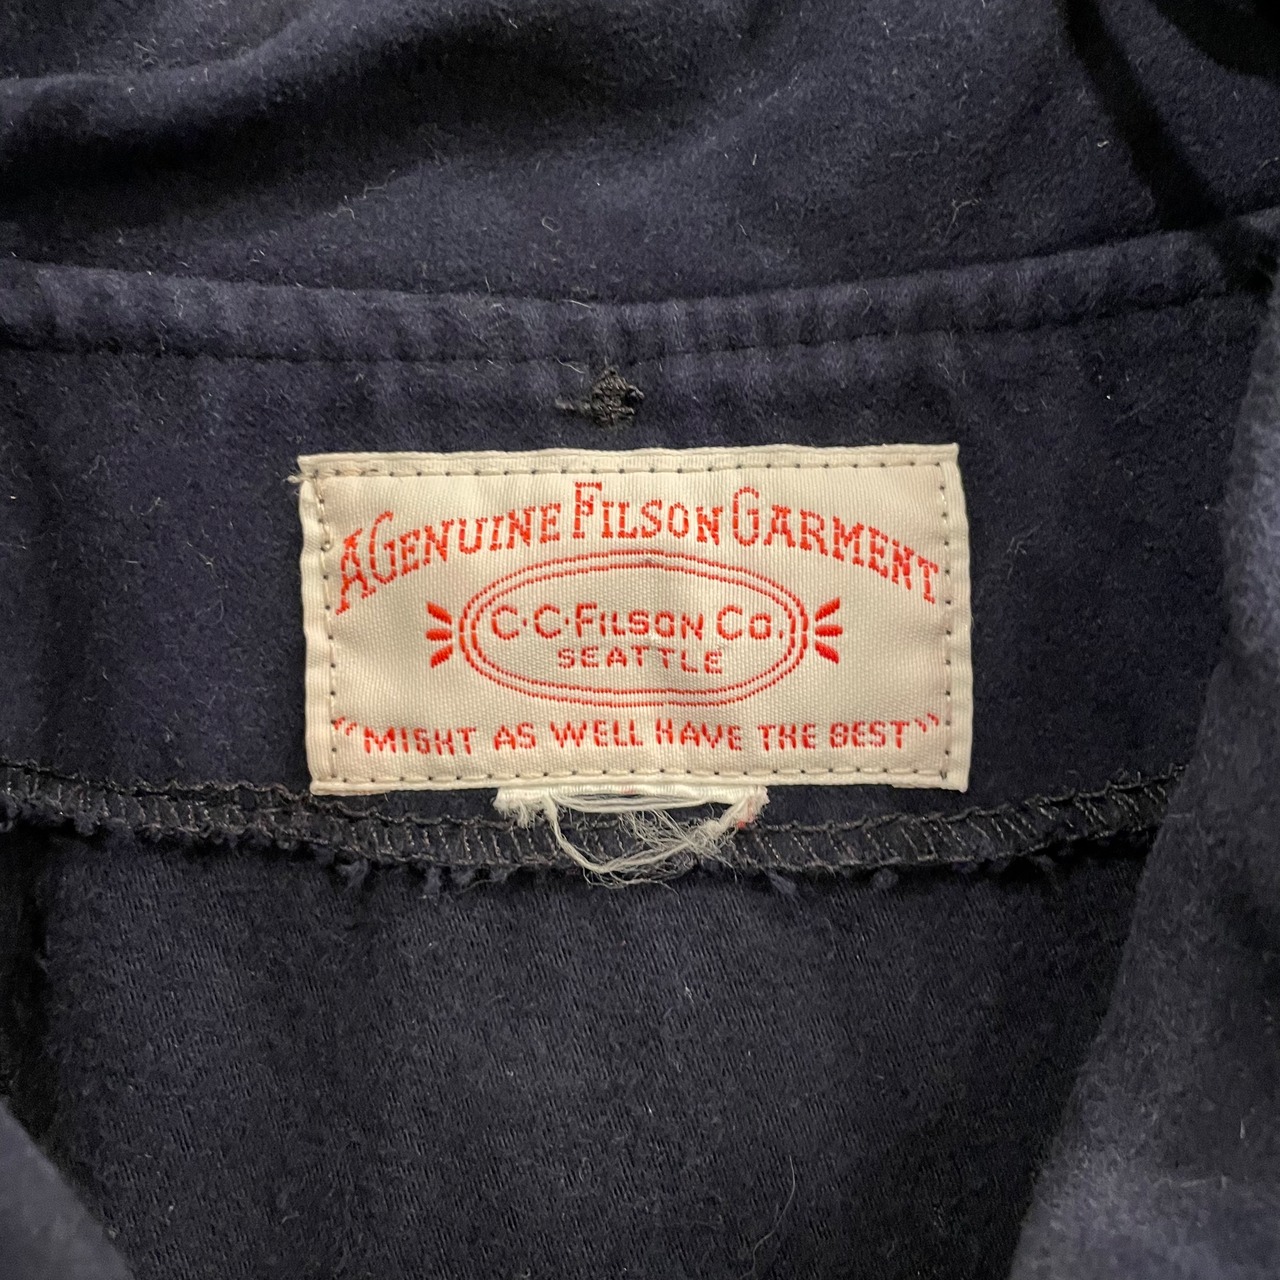 A GENUINE FILSON GARMENT
C·C·FILSON CO.
SEATTLE
"MIGHT AS WELL HAVE THE BEST"